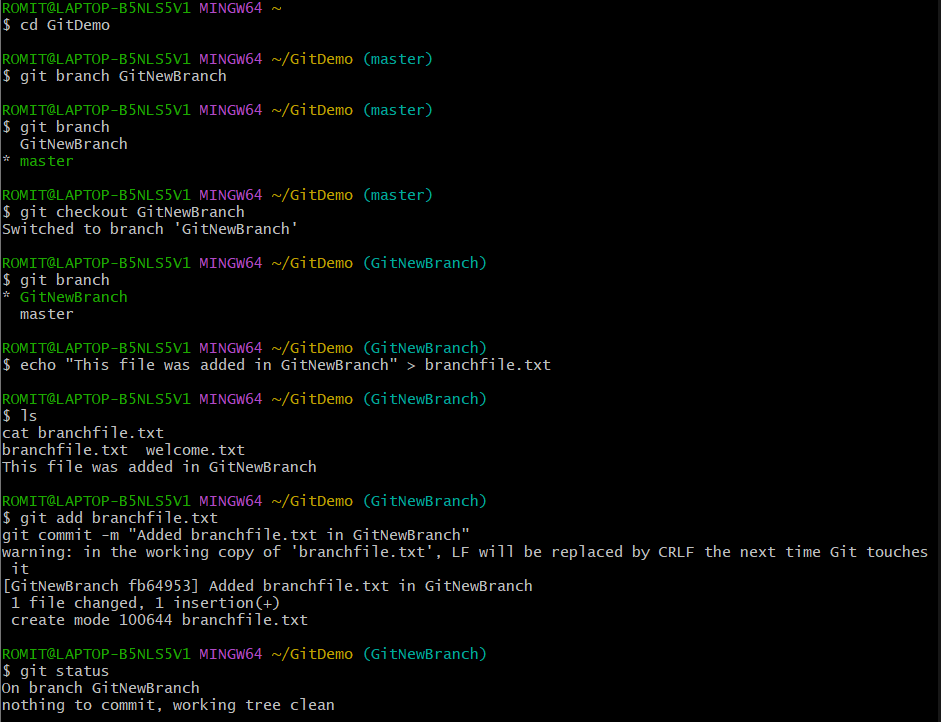 ROMIT@LAPTOP-B5NLS5V1 MINGW64 ~
$ cd GitDemo
ROMIT@LAPTOP-B5NLS5V1 MINGW64 ~/GitDemo (master)
$ git branch GitNewBranch
ROMIT@LAPTOP-B5NLS5V1 MINGW64 ~/GitDemo (master)
$ git branch
  GitNewBranch
* master
ROMIT@LAPTOP-B5NLS5V1 MINGW64 ~/GitDemo (master)
$ git checkout GitNewBranch
Switched to branch 'GitNewBranch'
ROMIT@LAPTOP-B5NLS5V1 MINGW64 ~/GitDemo (GitNewBranch)
$ git branch
* GitNewBranch
  master
ROMIT@LAPTOP-B5NLS5V1 MINGW64 ~/GitDemo (GitNewBranch)
$ echo "This file was added in GitNewBranch" > branchfile.txt
ROMIT@LAPTOP-B5NLS5V1 MINGW64 ~/GitDemo (GitNewBranch)
$ ls
cat branchfile.txt
branchfile.txt  welcome.txt
This file was added in GitNewBranch
ROMIT@LAPTOP-B5NLS5V1 MINGW64 ~/GitDemo (GitNewBranch)
$ git add branchfile.txt
git commit -m "Added branchfile.txt in GitNewBranch"
warning: in the working copy of 'branchfile.txt', LF will be replaced by CRLF the next time Git touches
 it
[GitNewBranch fb64953] Added branchfile.txt in GitNewBranch
 1 file changed, 1 insertion(+)
 create mode 100644 branchfile.txt
ROMIT@LAPTOP-B5NLS5V1 MINGW64 ~/GitDemo (GitNewBranch)
$ git status
On branch GitNewBranch
nothing to commit, working tree clean